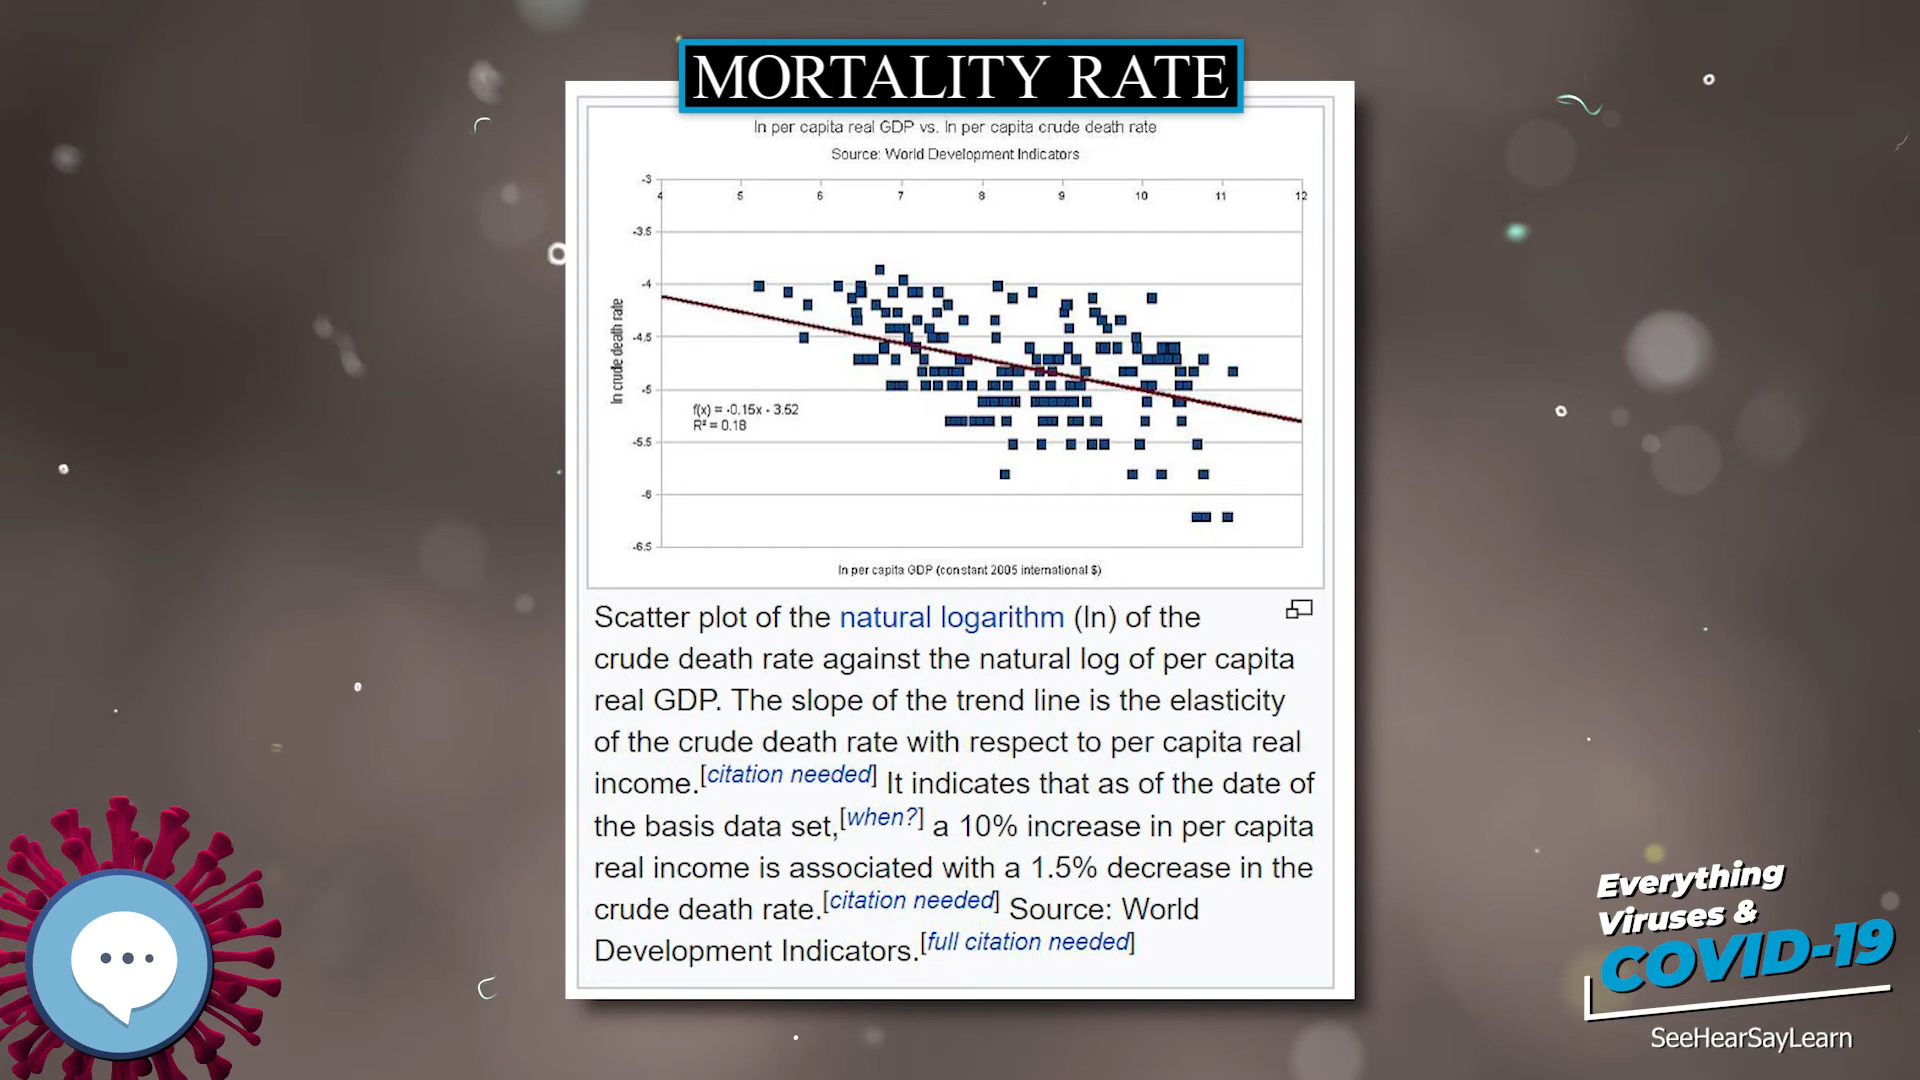 MORTALITY RATE
ln per capita real GDP vs. ln per capita crude death rate
Source: World Development Indicators
-3
4 5 6 7 8 9 10 11 12
-3.5
-4
-4.5
-5
-5.5
-6
-6.5
ln crude death rate
f(x) = -0.15x - 3.52
R² = 0.18
ln per capita GDP (constant 2005 international $)
Scatter plot of the natural logarithm (ln) of the
crude death rate against the natural log of per capita
real GDP. The slope of the trend line is the elasticity
of the crude death rate with respect to per capita real
income.[citation needed] It indicates that as of the date of
the basis data set,[when?] a 10% increase in per capita
real income is associated with a 1.5% decrease in the
crude death rate.[citation needed] Source: World
Development Indicators.[full citation needed]
Everything
Viruses &
COVID-19
SeeHearSayLearn